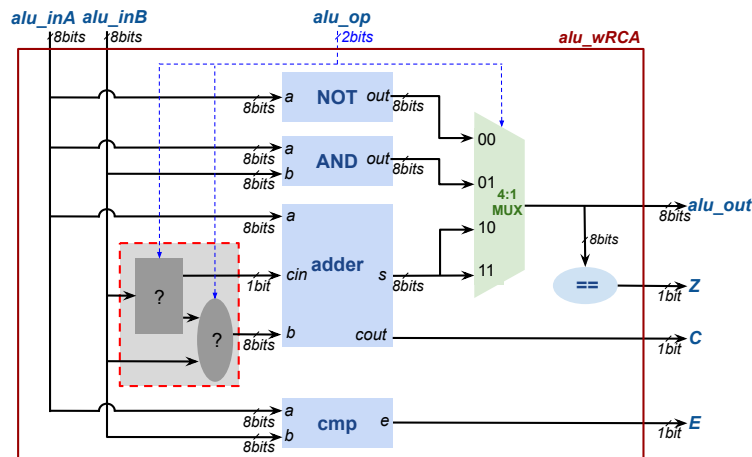 alu_inA alu_inB alu_op
8bits 8bits 2bits alu_wRCA
a NOT out
8bits 8bits
00
a AND out
8bits b 8bits
01
4:1
MUX
a
8bits
alu_out
8bits
10
8bits
adder
? cin s 11
1bit 8bits
== Z
1bit
? b cout C
8bits 1bit
a cmp e E
8bits 1bit
b
8bits